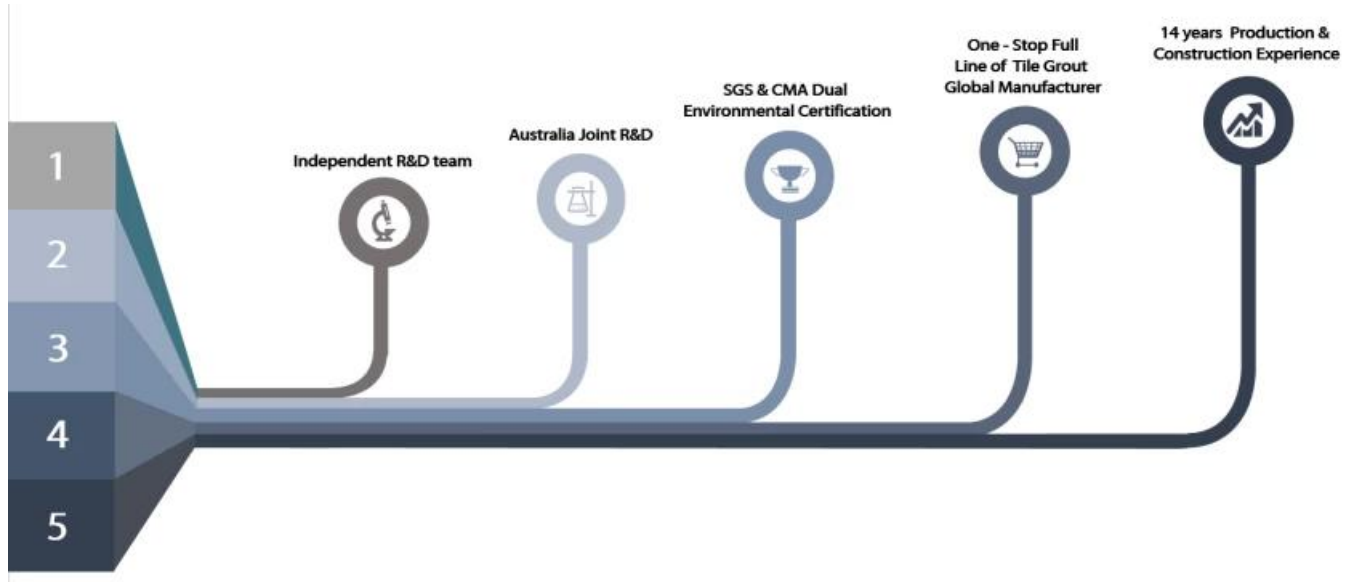 1
2
3
4
5
Independent R&D team
Australia Joint R&D
SGS & CMA Dual
Environmental Certification
One - Stop Full
Line of Tile Grout
Global Manufacturer
14 years Production &
Construction Experience